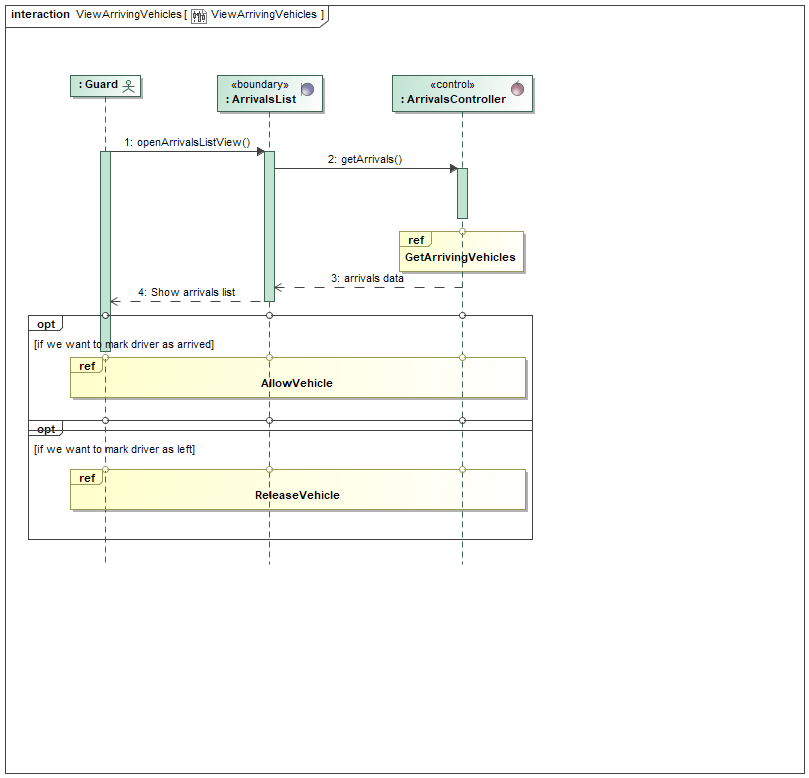 interaction ViewArrivingVehicles [ ViewArrivingVehicles ]
: Guard
«boundary»
: ArrivalsList
«control»
: ArrivalsController
1: openArrivalsListView()
2: getArrivals()
ref
GetArrivingVehicles
3: arrivals data
4: Show arrivals list
opt
[if we want to mark driver as arrived]
ref
AllowVehicle
opt
[if we want to mark driver as left]
ref
ReleaseVehicle